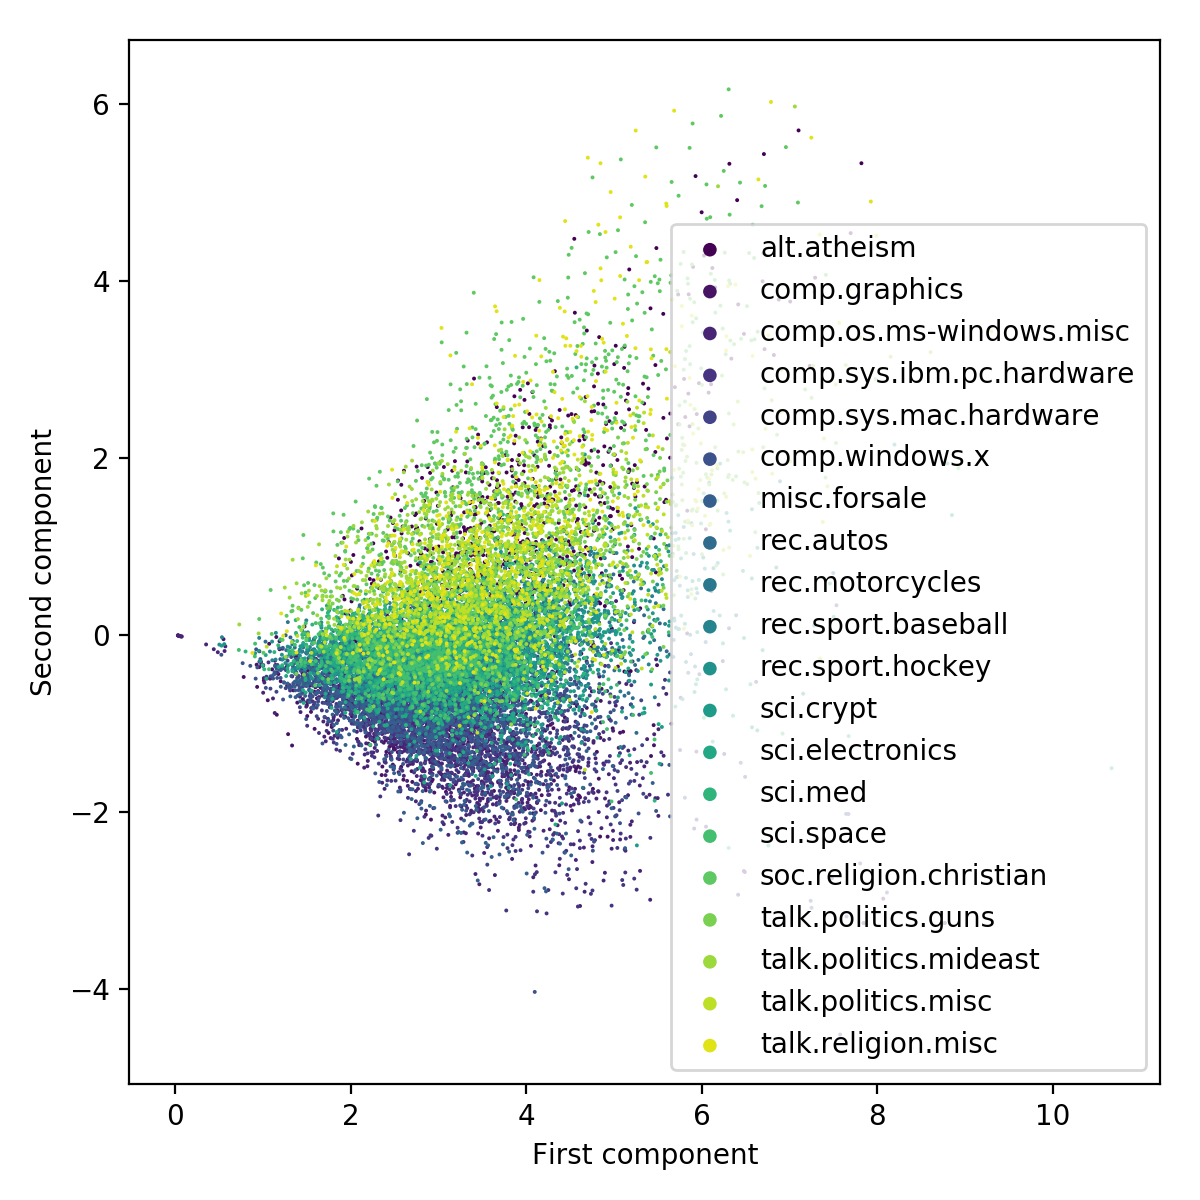 6
4
2
0
−2
−4
Second component
alt.atheism
comp.graphics
comp.os.ms-windows.misc
comp.sys.ibm.pc.hardware
comp.sys.mac.hardware
comp.windows.x
misc.forsale
rec.autos
rec.motorcycles
rec.sport.baseball
rec.sport.hockey
sci.crypt
sci.electronics
sci.med
sci.space
soc.religion.christian
talk.politics.guns
talk.politics.mideast
talk.politics.misc
talk.religion.misc
0 2 4 6 8 10
First component